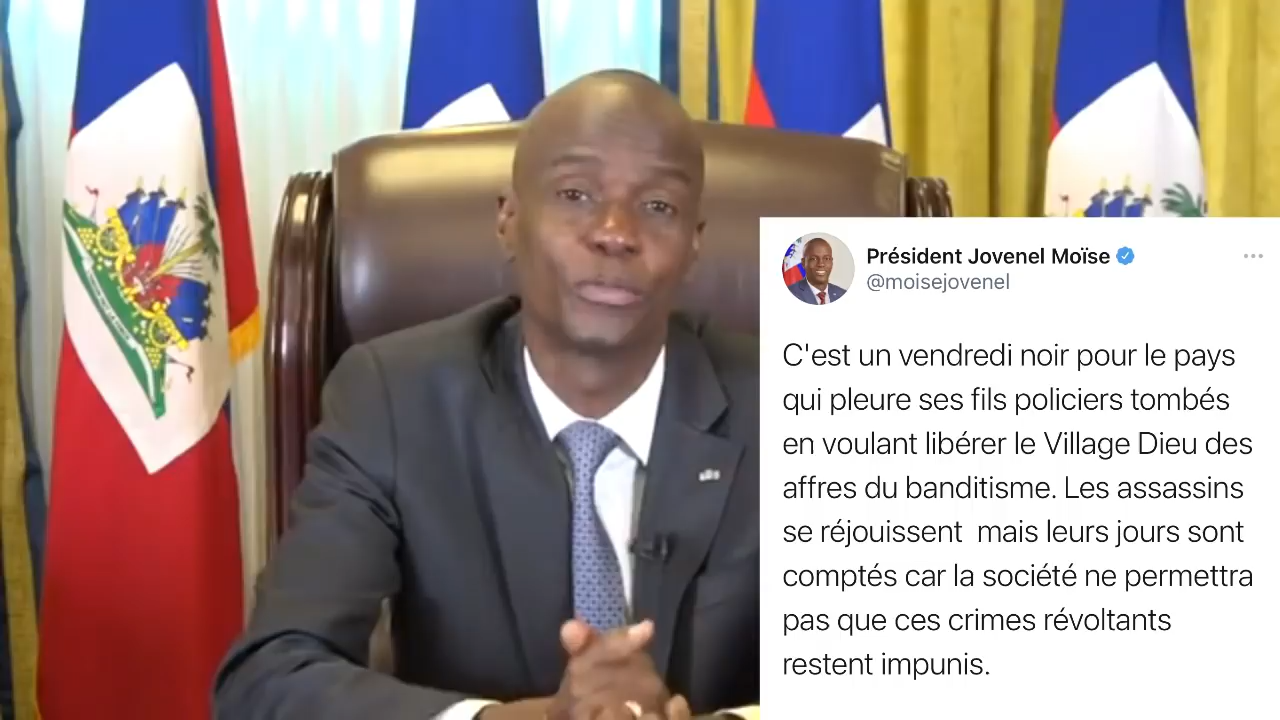 Président Jovenel Moïse
@moisejovenel
C'est un vendredi noir pour le pays
qui pleure ses fils policiers tombés
en voulant libérer le Village Dieu des
affres du banditisme. Les assassins
se réjouissent  mais leurs jours sont
comptés car la société ne permettra
pas que ces crimes révoltants
restent impunis.